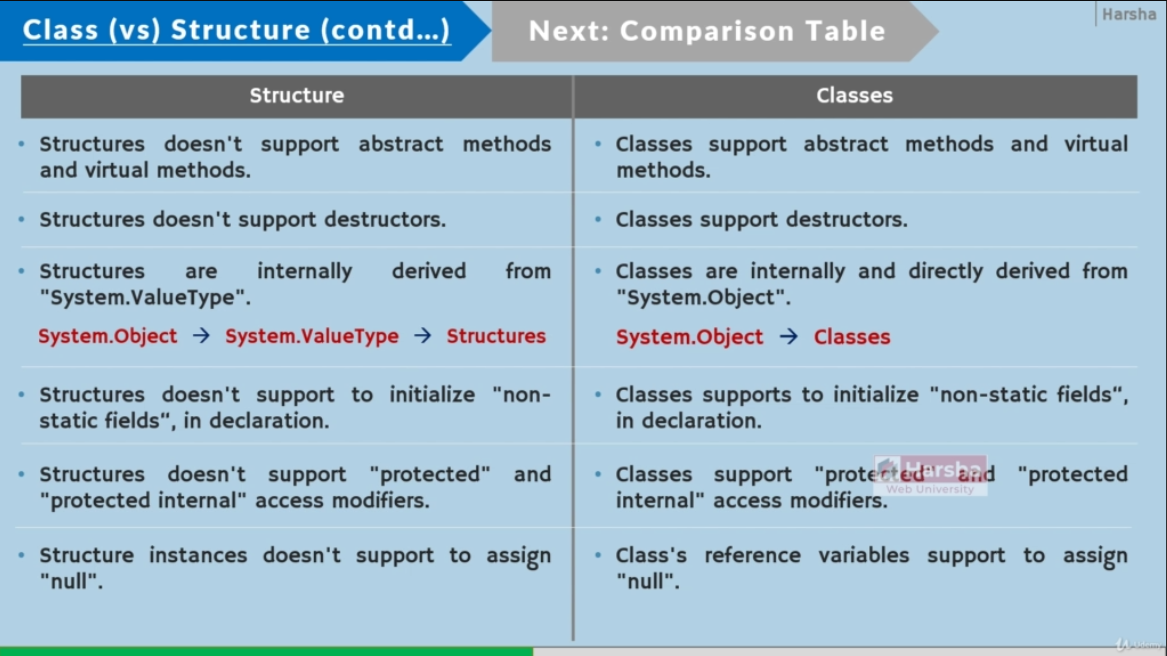 Class (vs) Structure (contd...)
Next: Comparison Table
Harsha
Structure
Classes
• Structures doesn't support abstract methods
and virtual methods.
• Classes support abstract methods and virtual
methods.
• Structures doesn't support destructors.
• Classes support destructors.
• Structures are internally derived from
"System.ValueType".
System.Object → System.ValueType → Structures
• Classes are internally and directly derived from
"System.Object".
System.Object → Classes
• Structures doesn't support to initialize "non-
static fields“, in declaration.
• Classes supports to initialize "non-static fields“,
in declaration.
• Structures doesn't support "protected" and
"protected internal" access modifiers.
• Classes support "protected" and "protected
internal" access modifiers.
Harsha
Web University
• Structure instances doesn't support to assign
"null".
• Class's reference variables support to assign
"null".
Udemy